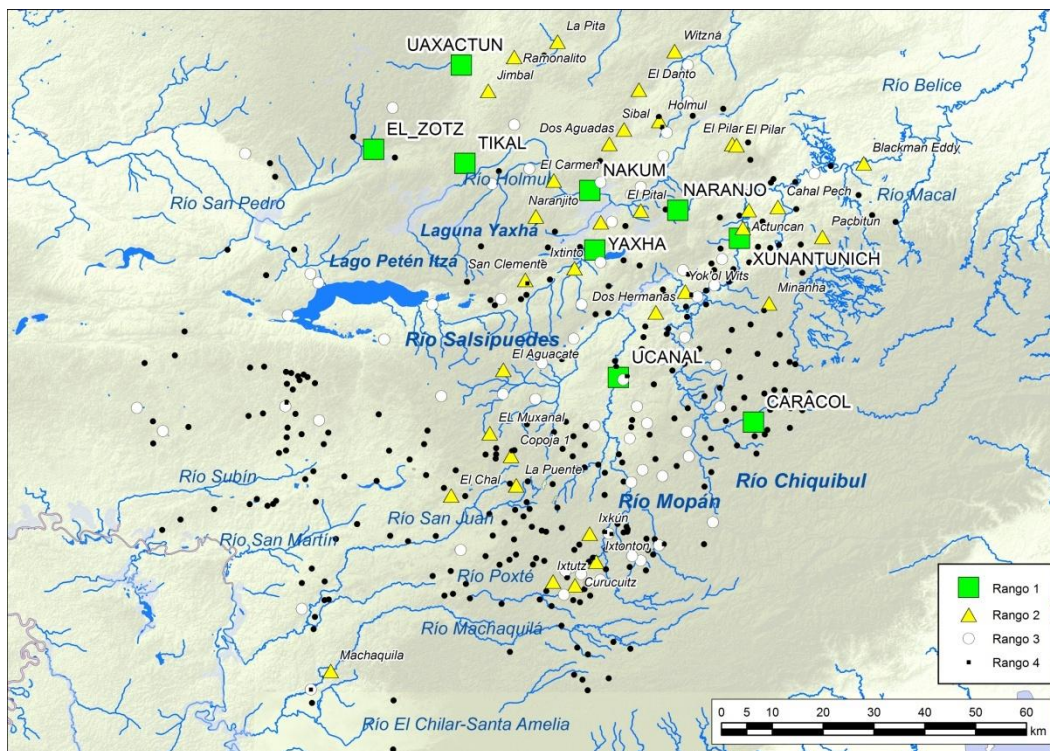 La Pita
UAXACTUN
Ramonalito
Witzná
Jimbal
El Danto
Río Belice
Sibal
Holmul
EL_ZOTZ
TIKAL
Dos Aguadas
El Pilar
El Pilar
Blackman Eddy
El Carmen
Río Holmul
NAKUM
Cahal Pech
Río San Pedro
Naranjito
El Pital
NARANJO
Río Macal
Laguna Yaxhá
Actuncan
Pacbitun
Ixtinto
YAXHA
Lago Petén Itzá
San Clemente
XUNANTUNICH
Yok'ol Wits
Dos Hermanas
Minanha
Río Salsipuedes
El Aguacate
UCANAL
CARACOL
EL Muxanal
Copoja 1
Río Subín
El Chal
La Puente
Río Chiquibul
Río Mopán
Río San Juan
Ixkún
Río San Martín
Ixtonton
Río Poxté
Ixtutz
Curucuitz
Río Machaquilá
Machaquila
Río El Chilar-Santa Amelia
Rango 1
Rango 2
Rango 3
Rango 4
0 5 10 20 30 40 50 60
km